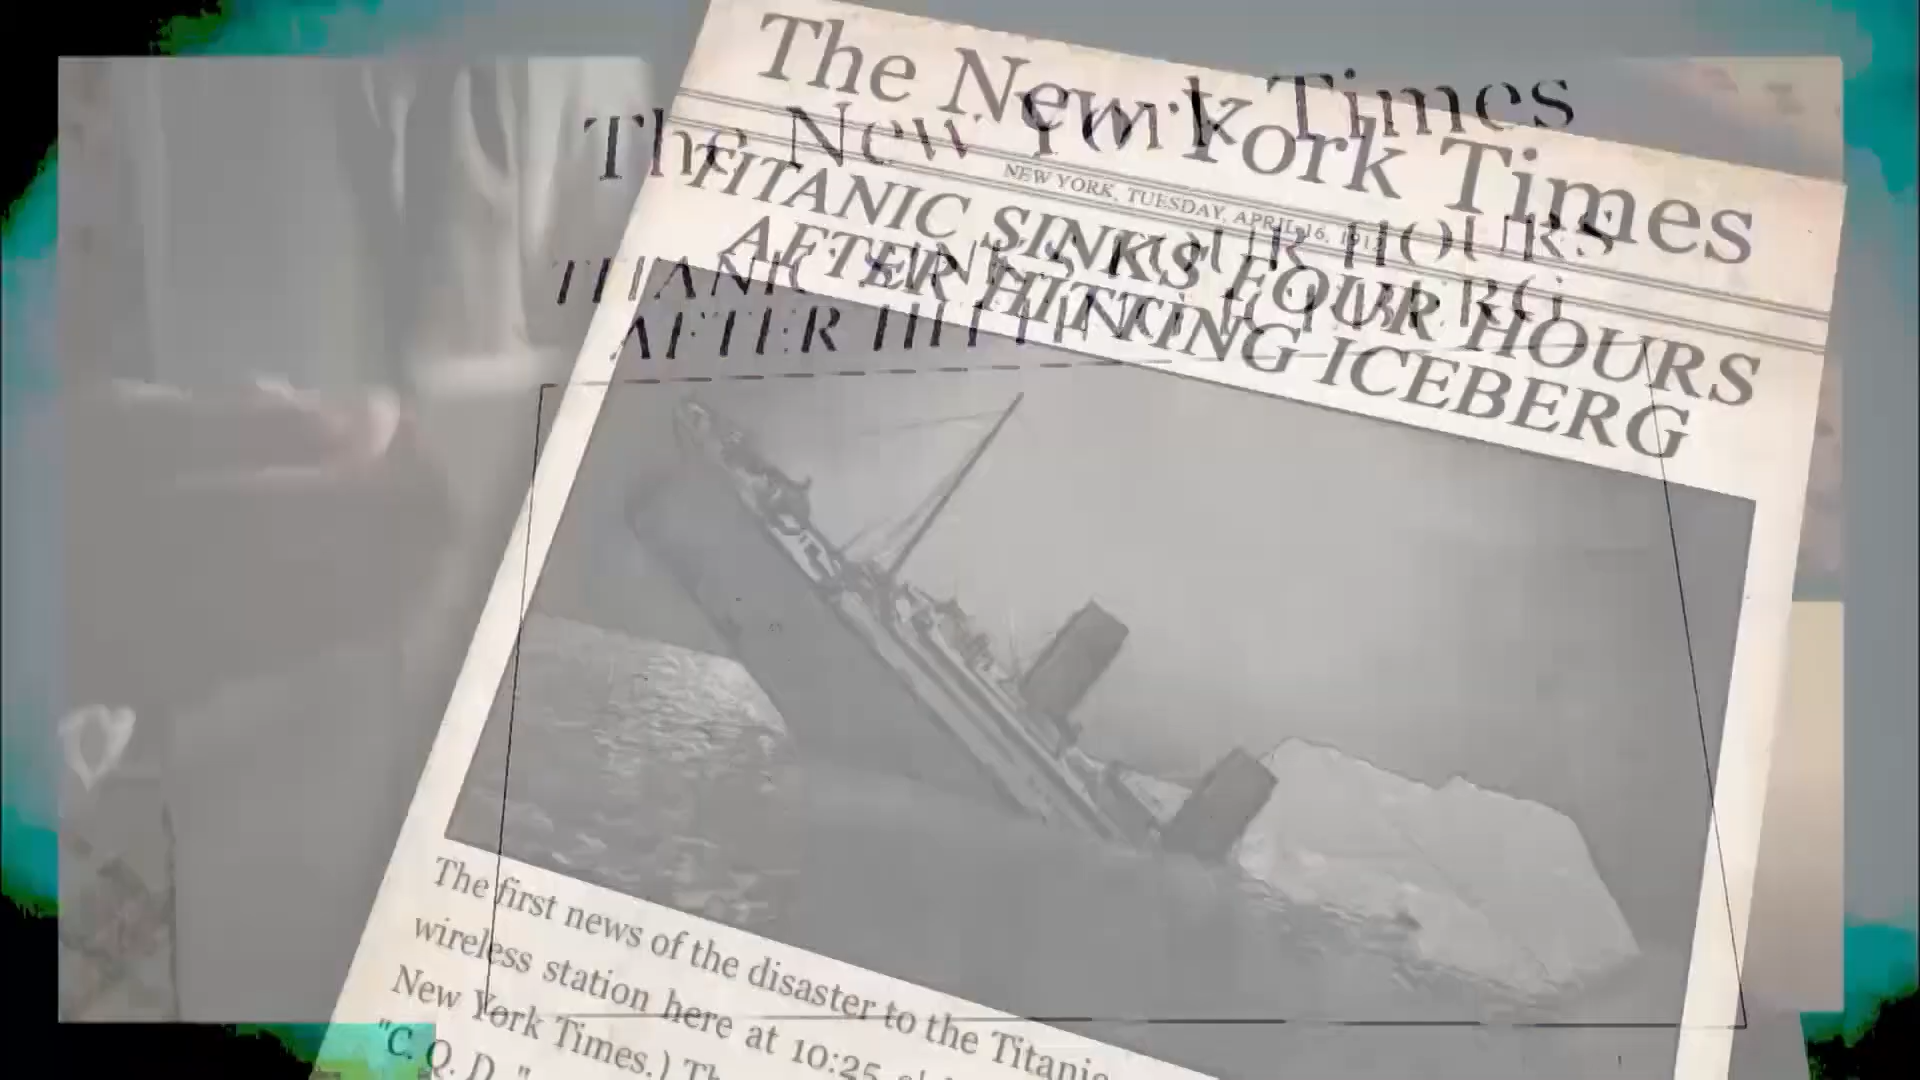 The New York Times
NEW YORK, TUESDAY, APRIL 16, 1912
TITANIC SINKS FOUR HOURS
AFTER HITTING ICEBERG
The first news of the disaster to the Titanic
wireless station here at 10:25
New York Times.)
"C. Q. D."